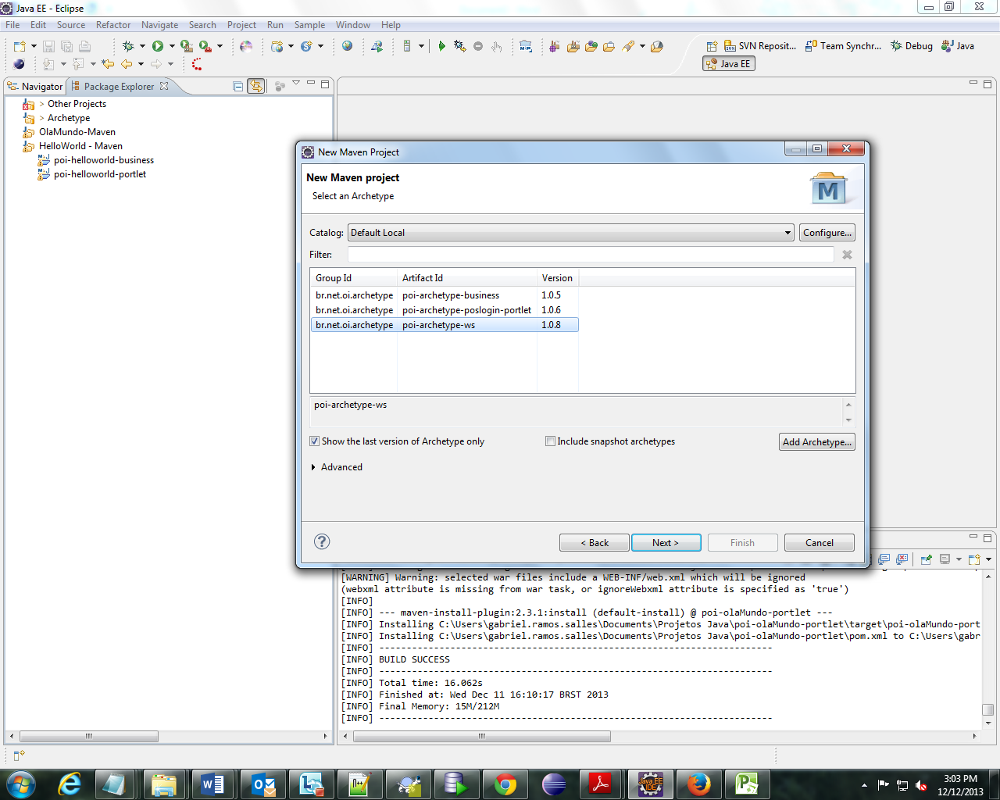 Java EE - Eclipse
File Edit Source Refactor Navigate Search Project Run Sample Window Help
SVN Reposit... Team Synchr... Debug Java
Java EE
Navigator Package Explorer
> Other Projects
> Archetype
OlaMundo-Maven
HelloWorld - Maven
poi-helloworld-business
poi-helloworld-portlet
New Maven Project
New Maven project
Select an Archetype
Catalog: Default Local Configure...
Filter:
Group Id Artifact Id Version
br.net.oi.archetype poi-archetype-business 1.0.5
br.net.oi.archetype poi-archetype-poslogin-portlet 1.0.6
br.net.oi.archetype poi-archetype-ws 1.0.8
poi-archetype-ws
Show the last version of Archetype only Include snapshot archetypes Add Archetype...
Advanced
< Back Next > Finish Cancel
[WARNING] Warning: selected war files include a WEB-INF/web.xml which will be ignored
(webxml attribute is missing from war task, or ignoreWebxml attribute is specified as 'true')
[INFO]
[INFO] --- maven-install-plugin:2.3.1:install (default-install) @ poi-olaMundo-portlet ---
[INFO] Installing C:\Users\gabriel.ramos.salles\Documents\Projetos Java\poi-olaMundo-portlet\target\poi-olaMundo-port
[INFO] Installing C:\Users\gabriel.ramos.salles\Documents\Projetos Java\poi-olaMundo-portlet\pom.xml to C:\Users\gabr
[INFO] ------------------------------------------------------------------------
[INFO] BUILD SUCCESS
[INFO] ------------------------------------------------------------------------
[INFO] Total time: 16.062s
[INFO] Finished at: Wed Dec 11 16:10:17 BRST 2013
[INFO] Final Memory: 15M/212M
[INFO] ------------------------------------------------------------------------
Java EE
IDE
3:03 PM
12/12/2013